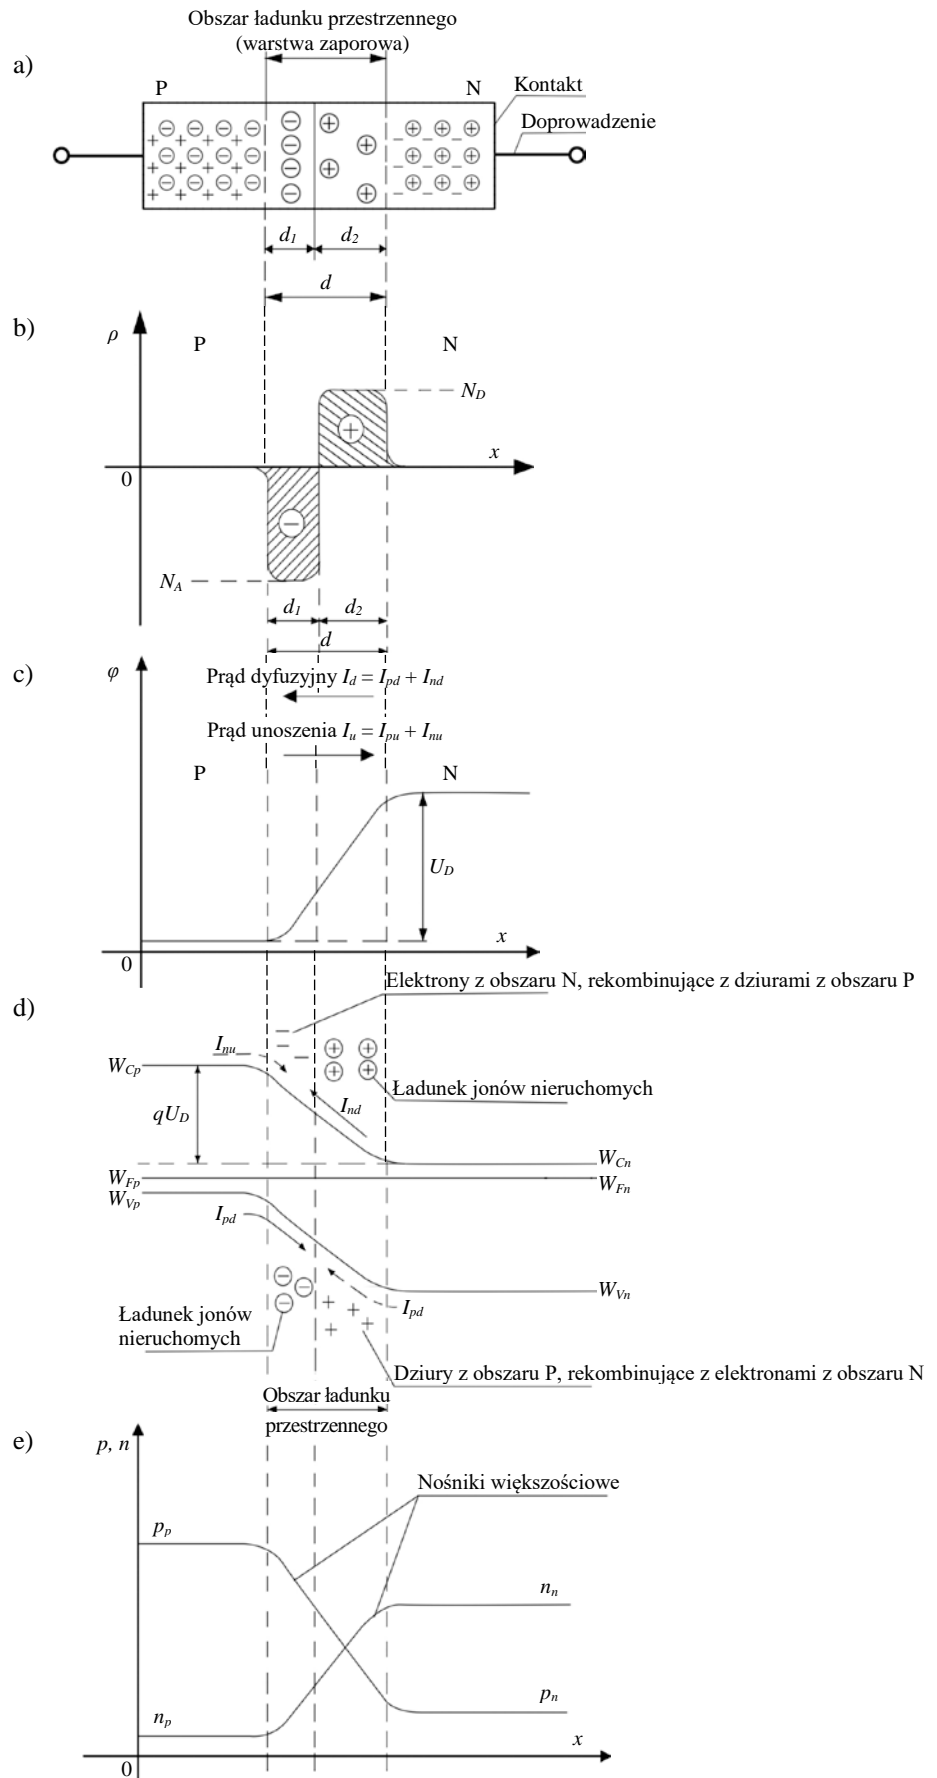 Obszar ładunku przestrzennego
(warstwa zaporowa)
a)
P
N
Kontakt
Doprowadzenie
d1
d2
d
b)
ρ
P
N
ND
x
0
NA
d1
d2
d
c)
φ
Prąd dyfuzyjny Id = Ipd + Ind
Prąd unoszenia Iu = Ipu + Inu
P
N
UD
x
0
Elektrony z obszaru N, rekombinujące z dziurami z obszaru P
d)
Inu
WCp
Ładunek jonów nieruchomych
Ind
qUD
WCn
WFp
WFn
WVp
Ipd
WVn
Ładunek jonów
nieruchomych
Ipd
Dziury z obszaru P, rekombinujące z elektronami z obszaru N
Obszar ładunku
przestrzennego
e)
p, n
Nośniki większościowe
pp
nn
pn
np
x
0